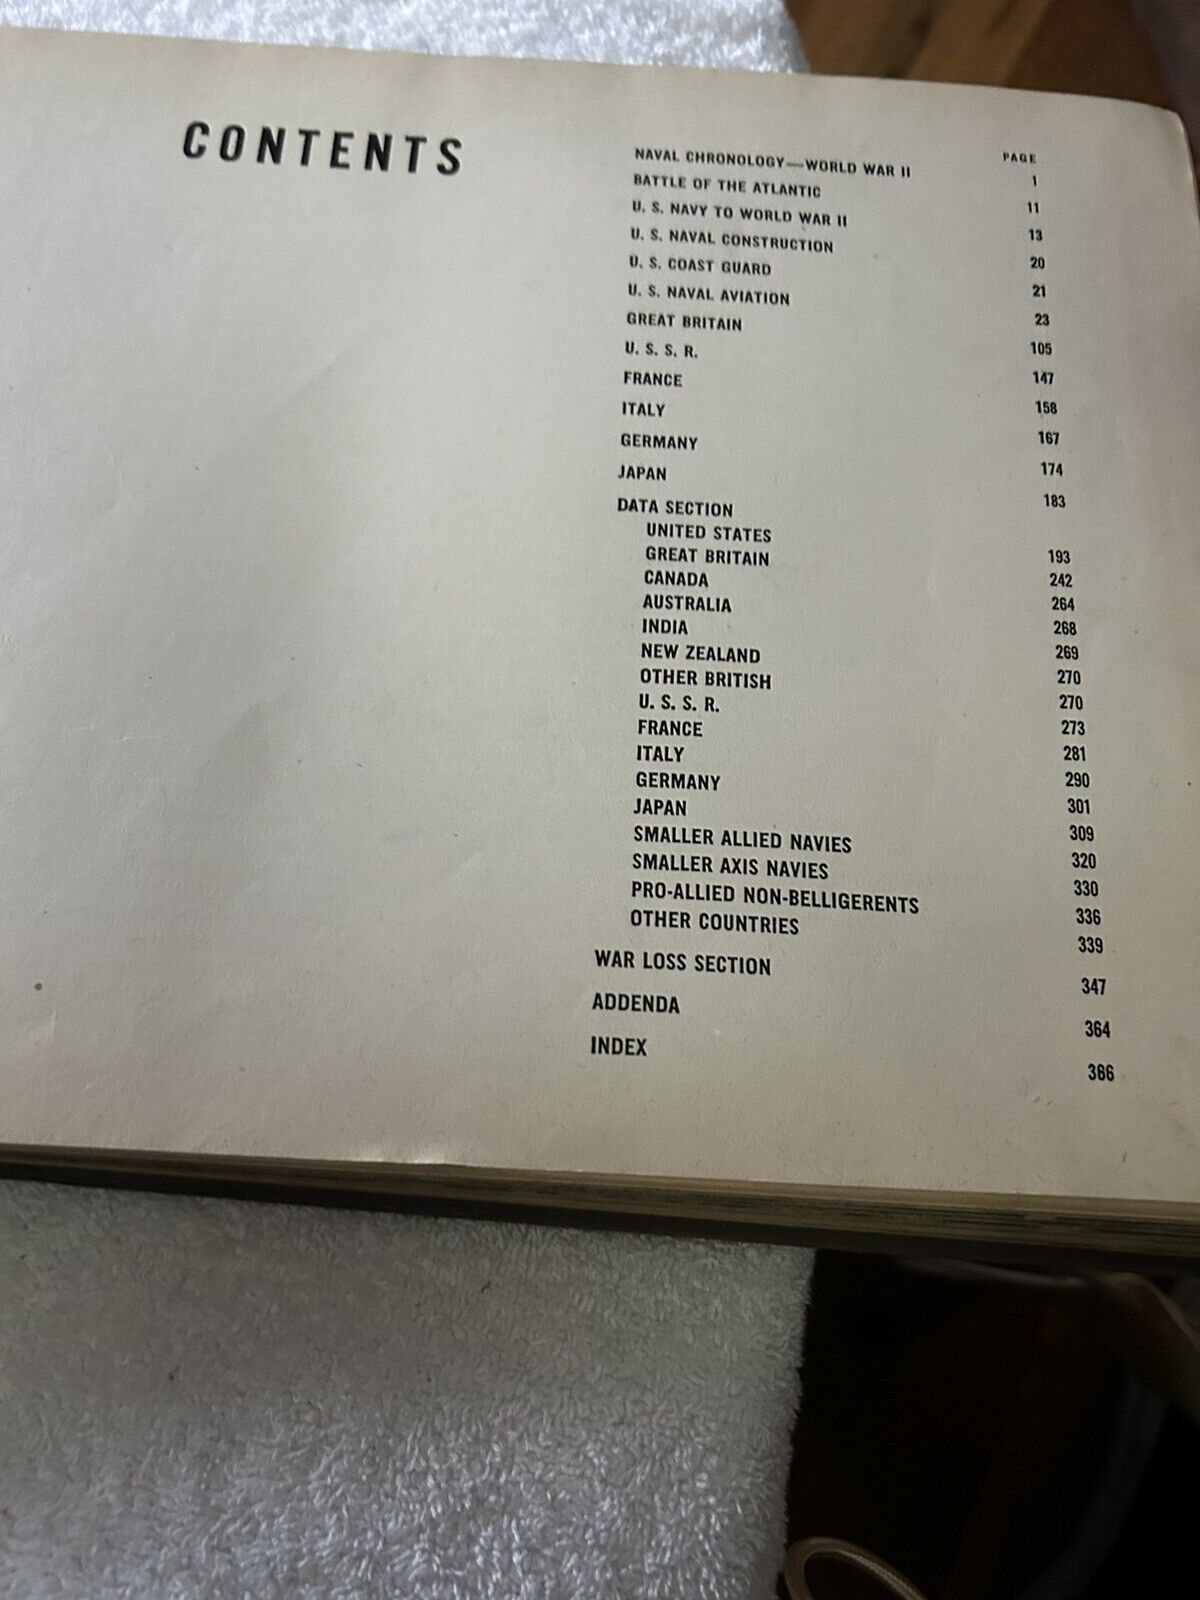 CONTENTS
PAGE
NAVAL CHRONOLOGY—WORLD WAR II 1
BATTLE OF THE ATLANTIC 11
U. S. NAVY TO WORLD WAR II 13
U. S. NAVAL CONSTRUCTION 20
U. S. COAST GUARD 21
U. S. NAVAL AVIATION 23
GREAT BRITAIN 105
U. S. S. R. 147
FRANCE 158
ITALY 167
GERMANY 174
JAPAN 183
DATA SECTION
UNITED STATES 193
GREAT BRITAIN 242
CANADA 264
AUSTRALIA 268
INDIA 269
NEW ZEALAND 270
OTHER BRITISH 270
U. S. S. R. 273
FRANCE 281
ITALY 290
GERMANY 301
JAPAN 309
SMALLER ALLIED NAVIES 320
SMALLER AXIS NAVIES 330
PRO-ALLIED NON-BELLIGERENTS 336
OTHER COUNTRIES 339
WAR LOSS SECTION 347
ADDENDA 364
INDEX 366